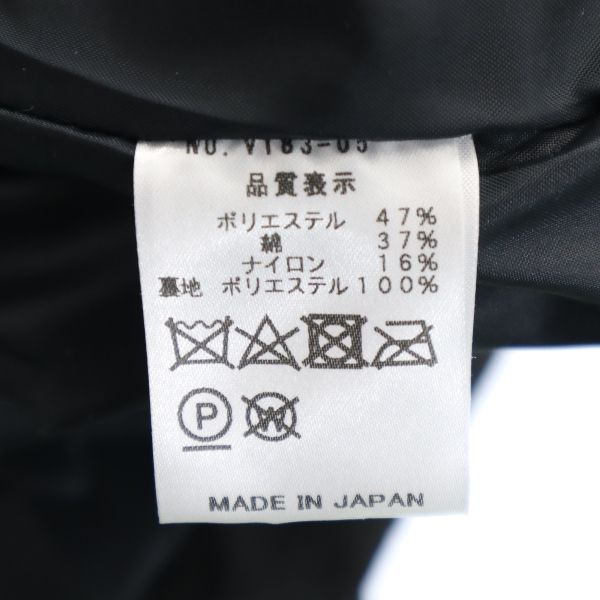 NO. VT83-05
品質表示
ポリエステル 47%
綿 37%
ナイロン 16%
裏地 ポリエステル100%
P W
MADE IN JAPAN